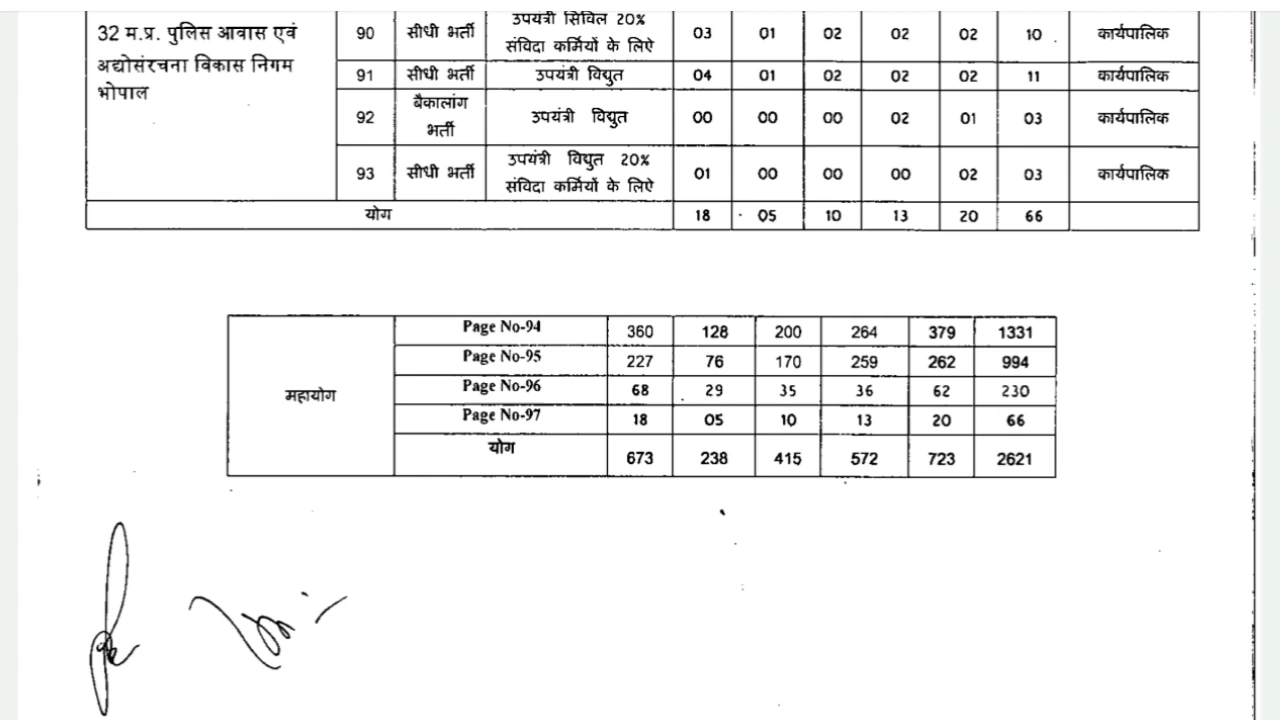 32 म.प्र. पुलिस आवास एवं
अद्योसंरचना विकास निगम
भोपाल
90 सीधी भर्ती उपयंत्री सिविल 20% संविदा कर्मियों के लिऐ 03 01 02 02 02 10 कार्यपालिक
91 सीधी भर्ती उपयंत्री विद्युत 04 01 02 02 02 11 कार्यपालिक
92 बैकालांग भर्ती उपयंत्री विद्युत 00 00 00 02 01 03 कार्यपालिक
93 सीधी भर्ती उपयंत्री विद्युत 20% संविदा कर्मियों के लिऐ 01 00 00 00 02 03 कार्यपालिक
योग 18 05 10 13 20 66
महायोग
Page No-94 360 128 200 264 379 1331
Page No-95 227 76 170 259 262 994
Page No-96 68 29 35 36 62 230
Page No-97 18 05 10 13 20 66
योग 673 238 415 572 723 2621